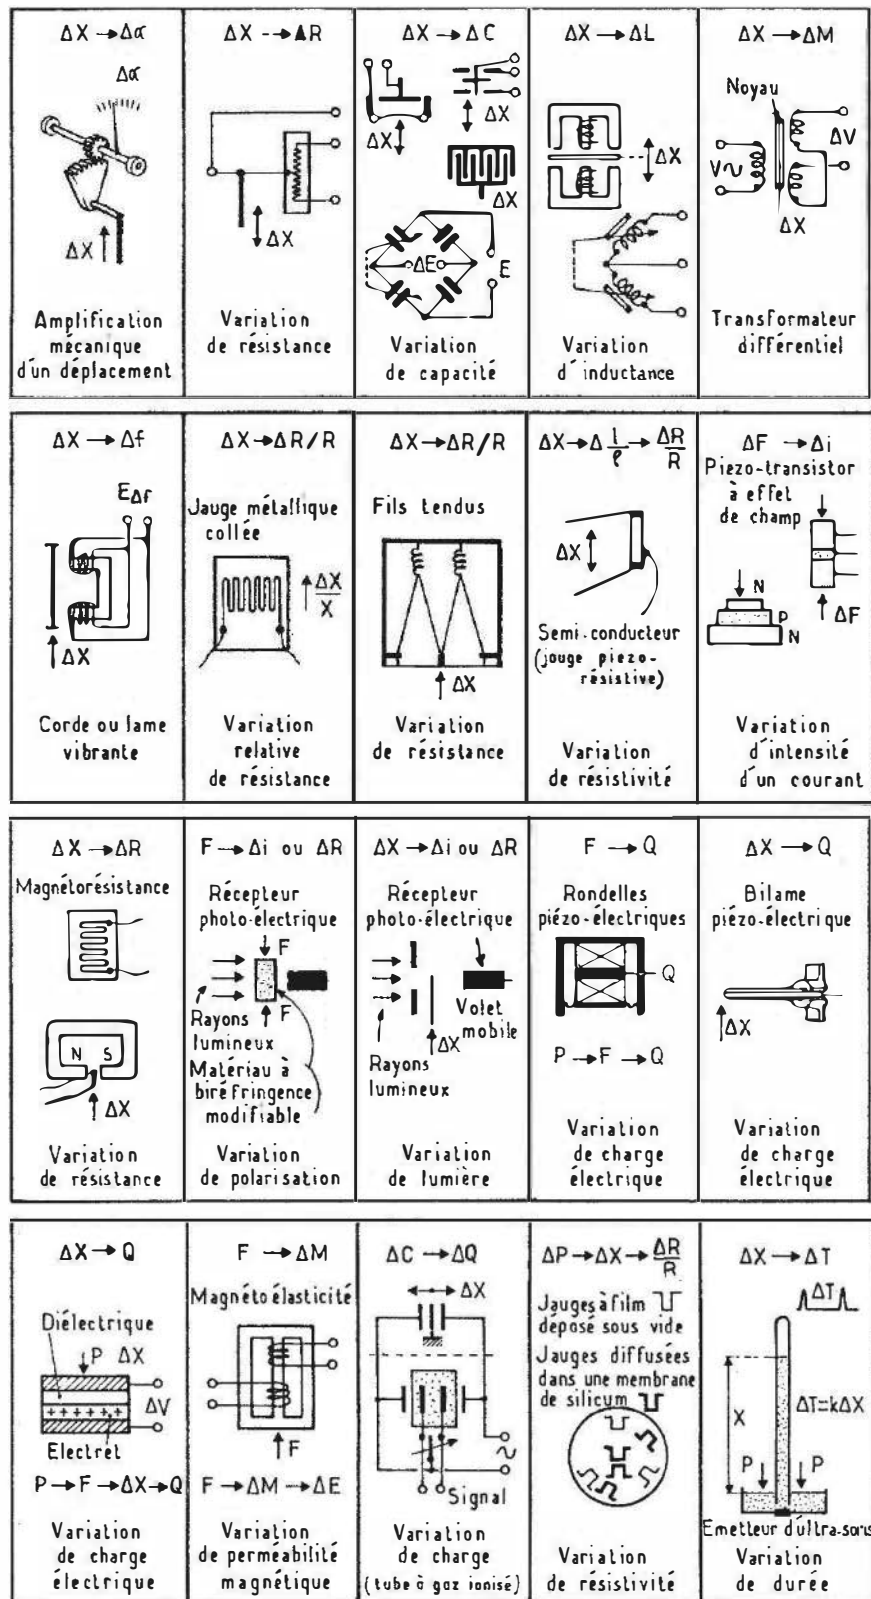 ΔX → Δα
Δα
ΔX
Amplification
mécanique
d'un déplacement
ΔX → ΔR
ΔX
Variation
de résistance
ΔX → ΔC
ΔX
ΔX
ΔX
ΔE
E
Variation
de capacité
ΔX → ΔL
ΔX
Variation
d'inductance
ΔX → ΔM
Noyau
V~
ΔV
ΔX
Transformateur
différentiel
ΔX → Δf
EΔf
ΔX
Corde ou lame
vibrante
ΔX → ΔR/R
Jauge métallique
collée
ΔX/X
Variation
relative
de résistance
ΔX → ΔR/R
Fils tendus
ΔX
Variation
de résistance
ΔX → Δ l/ρ → ΔR/R
ΔX
Semi-conducteur
(jauge piezo-
résistive)
Variation
de résistivité
ΔF → Δi
Piezo-transistor
à effet
de champ
N
P
N
ΔF
Variation
d'intensité
d'un courant
ΔX → ΔR
Magnétorésistance
N S
ΔX
Variation
de résistance
F → Δi ou ΔR
Récepteur
photo-électrique
F
F
Rayons
lumineux
Matériau à
biréfringence
modifiable
Variation
de polarisation
ΔX → Δi ou ΔR
Récepteur
photo-électrique
Volet
mobile
ΔX
Rayons
lumineux
Variation
de lumière
F → Q
Rondelles
piézo-électriques
Q
P → F → Q
Variation
de charge
électrique
ΔX → Q
Bilame
piézo-électrique
ΔX
Variation
de charge
électrique
ΔX → Q
Diélectrique
P ΔX
ΔV
++++++
Electret
P → F → ΔX → Q
Variation
de charge
électrique
F → ΔM
Magnéto élasticité
F
F → ΔM → ΔE
Variation
de perméabilité
magnétique
ΔC → ΔQ
ΔX
~
Signal
Variation
de charge
(tube à gaz ionisé)
ΔP → ΔX → ΔR/R
Jauges à film
déposé sous vide
Jauges diffusées
dans une membrane
de silicum
Variation
de résistivité
ΔX → ΔT
ΔT
X
ΔT=kΔX
P P
Emetteur d'ultra-sons
Variation
de durée